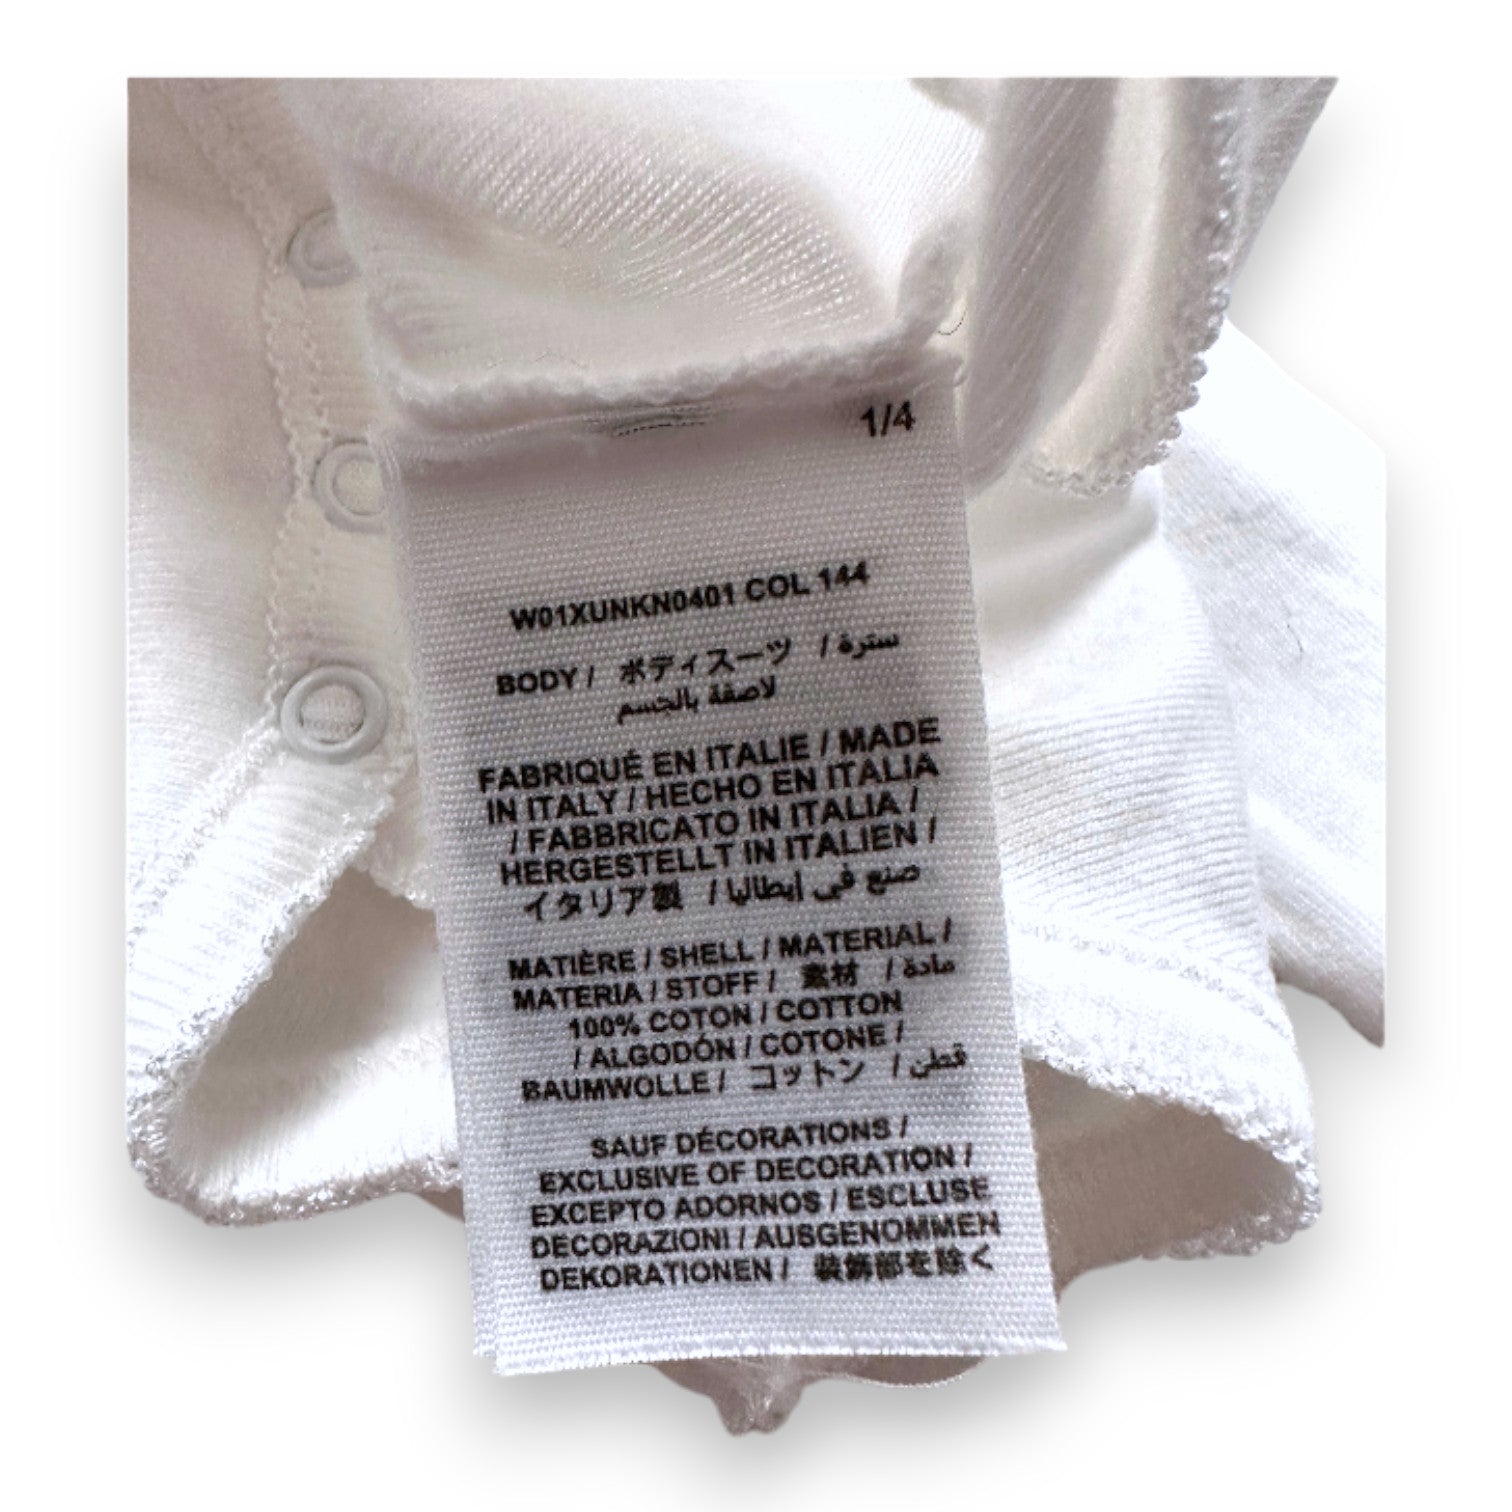 1/4
W01XUNKN0401 COL 144
BODY / ボディスーツ / سترة
لاصقة بالجسم
FABRIQUÉ EN ITALIE / MADE
IN ITALY / HECHO EN ITALIA
/ FABBRICATO IN ITALIA /
HERGESTELLT IN ITALIEN /
イタリア製 / صنع في إيطاليا
MATIÈRE / SHELL / MATERIAL /
MATERIA / STOFF / 素材 / مادة
100% COTON / COTTON
/ ALGODÓN / COTONE /
BAUMWOLLE / コットン / قطن
SAUF DÉCORATIONS /
EXCLUSIVE OF DECORATION /
EXCEPTO ADORNOS / ESCLUSE
DECORAZIONI / AUSGENOMMEN
DEKORATIONEN / 装飾部を除く